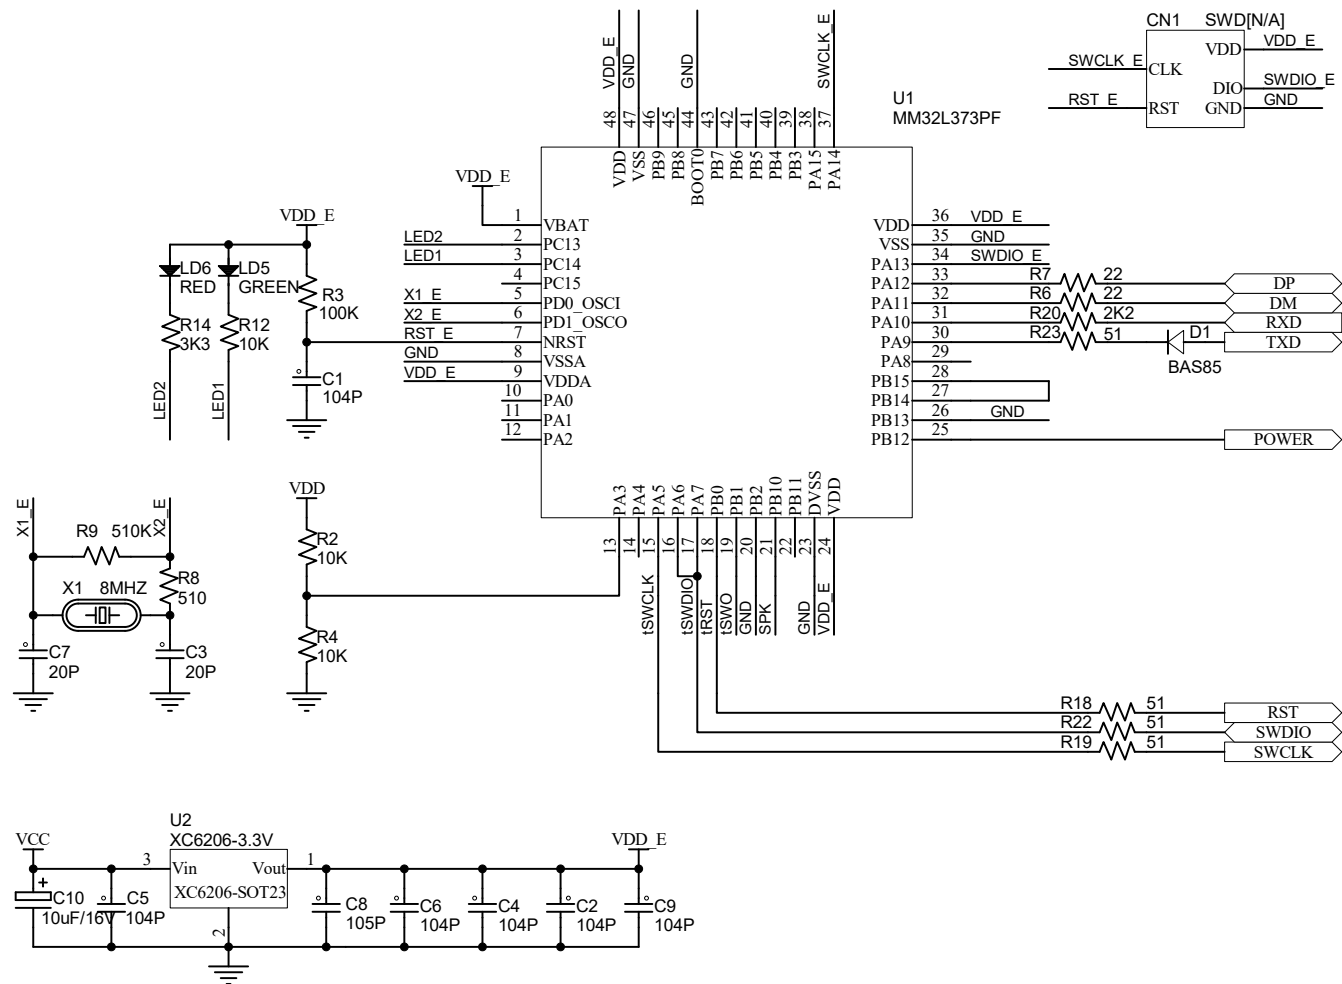 CN1 SWD[N/A]
VDD VDD_E
SWCLK_E CLK
DIO SWDIO_E
RST_E RST GND GND
U1
MM32L373PF
VDD_E GND GND SWCLK_E
48 47 46 45 44 43 42 41 40 39 38 37
VDD VSS PB9 PB8 BOOT0 PB7 PB6 PB5 PB4 PB3 PA15 PA14
VDD_E
1 VBAT
LED2 2 PC13
LED1 3 PC14
4 PC15
X1_E 5 PD0_OSCI
X2_E 6 PD1_OSCO
RST_E 7 NRST
GND 8 VSSA
VDD_E 9 VDDA
10 PA0
11 PA1
12 PA2
VDD 36 VDD_E
VSS 35 GND
PA13 34 SWDIO_E
PA12 33 R7 22 DP
PA11 32 R6 22 DM
PA10 31 R20 2K2 RXD
PA9 30 R23 51 D1 TXD
BAS85
PA8 29
PB15 28
PB14 27
PB13 26 GND
PB12 25 POWER
PA3 PA4 PA5 PA6 PA7 PB0 PB1 PB2 PB10 PB11 DVSS VDD
13 14 15 16 17 18 19 20 21 22 23 24
tSWCLK tSWDIO tRST tSWO GND SPK GND VDD_E
VDD_E
LD6
RED
LD5
GREEN
R3
100K
R14
3K3
R12
10K
C1
104P
LED2 LED1
X1_E X2_E
R9 510K
R8
510
X1 8MHZ
C7
20P
C3
20P
VDD
R2
10K
R4
10K
R18 51 RST
R22 51 SWDIO
R19 51 SWCLK
U2
XC6206-3.3V
VCC VDD_E
3 Vin Vout 1
XC6206-SOT23
2
+
C10
10uF/16V
C5
104P
C8
105P
C6
104P
C4
104P
C2
104P
C9
104P